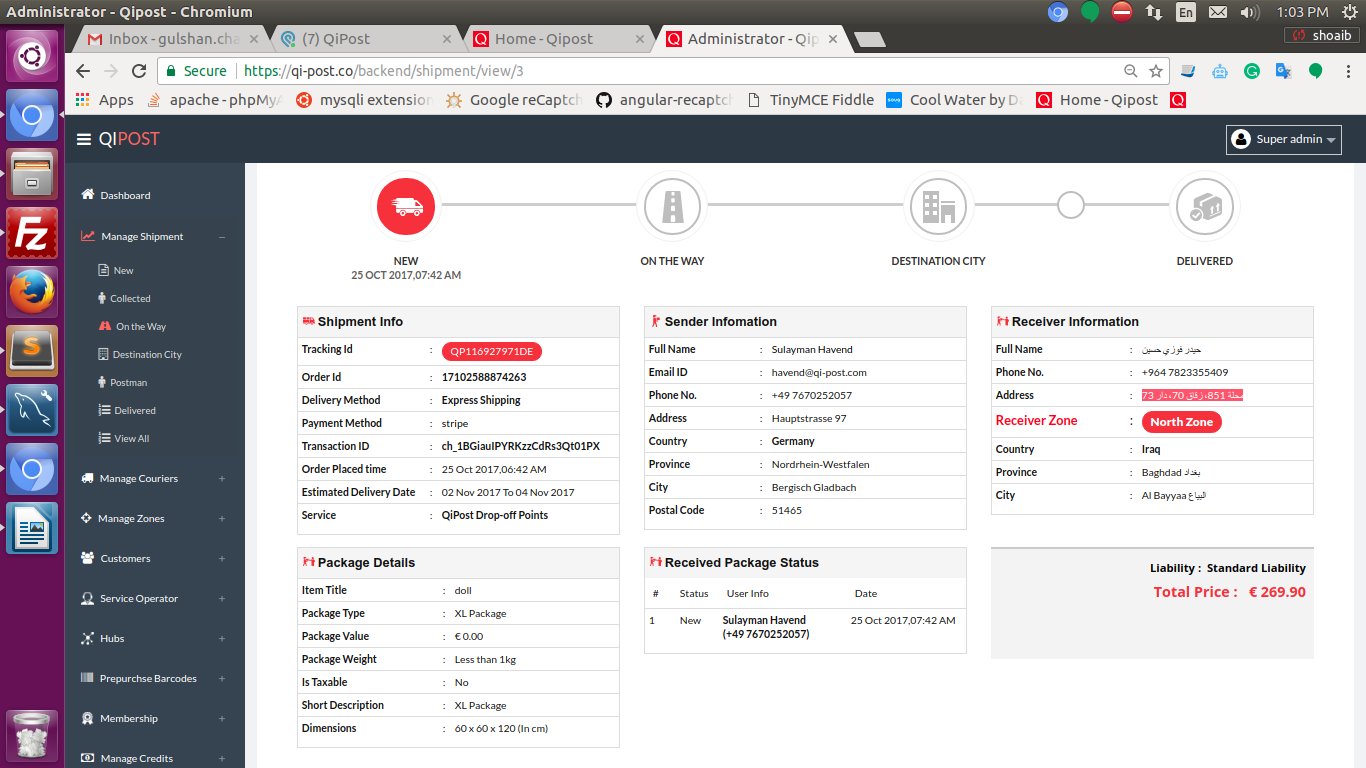 Administrator - Qipost - Chromium
En
1:03 PM
Inbox - gulshan.cha
(7) QiPost
Home - Qipost
Administrator - Qip
shoaib
Secure
https://qi-post.co/backend/shipment/view/3
Apps
apache - phpMyA
mysqli extension
Google reCaptch
angular-recaptch
TinyMCE Fiddle
Cool Water by Da
Home - Qipost
QIPOST
Super admin
Dashboard
Manage Shipment –
New
Collected
On the Way
Destination City
Postman
Delivered
View All
Manage Couriers +
Manage Zones +
Customers +
Service Operator +
Hubs +
Prepurchse Barcodes +
Membership +
Manage Credits +
NEW
25 OCT 2017,07:42 AM
ON THE WAY
DESTINATION CITY
DELIVERED
Shipment Info
Tracking Id : QP116927971DE
Order Id : 17102588874263
Delivery Method : Express Shipping
Payment Method : stripe
Transaction ID : ch_1BGiauIPYRKzzCdRs3Qt01PX
Order Placed time : 25 Oct 2017,06:42 AM
Estimated Delivery Date : 02 Nov 2017 To 04 Nov 2017
Service : QiPost Drop-off Points
Sender Infomation
Full Name : Sulayman Havend
Email ID : havend@qi-post.com
Phone No. : +49 7670252057
Address : Hauptstrasse 97
Country : Germany
Province : Nordrhein-Westfalen
City : Bergisch Gladbach
Postal Code : 51465
Receiver Information
Full Name : حيدر فوزي حسين
Phone No. : +964 7823355409
Address : محلة 851، زقاق 70، دار 73
Receiver Zone : North Zone
Country : Iraq
Province : Baghdad بغداد
City : Al Bayyaa البياع
Package Details
Item Title : doll
Package Type : XL Package
Package Value : € 0.00
Package Weight : Less than 1kg
Is Taxable : No
Short Description : XL Package
Dimensions : 60 x 60 x 120 (In cm)
Received Package Status
# Status User Info Date
1 New Sulayman Havend 25 Oct 2017,07:42 AM
(+49 7670252057)
Liability : Standard Liability
Total Price : € 269.90